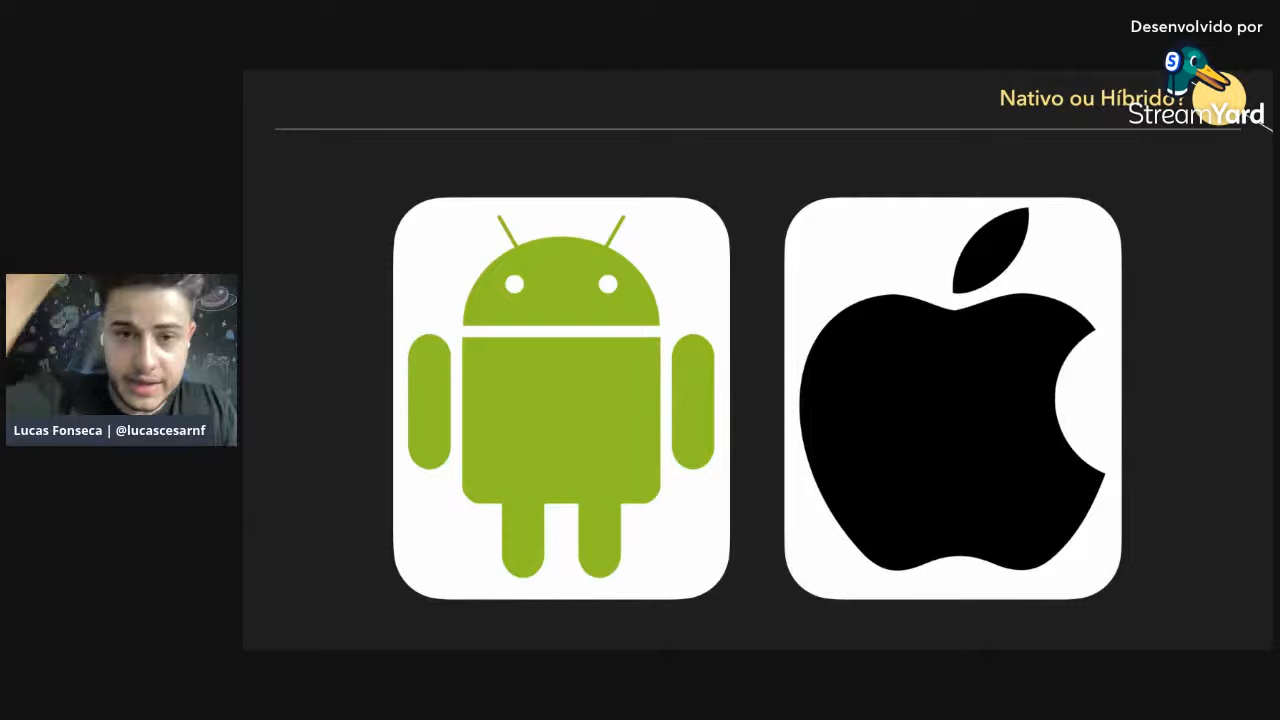 Desenvolvido por
StreamYard
Nativo ou Híbrido?
Lucas Fonseca | @lucascesarnf